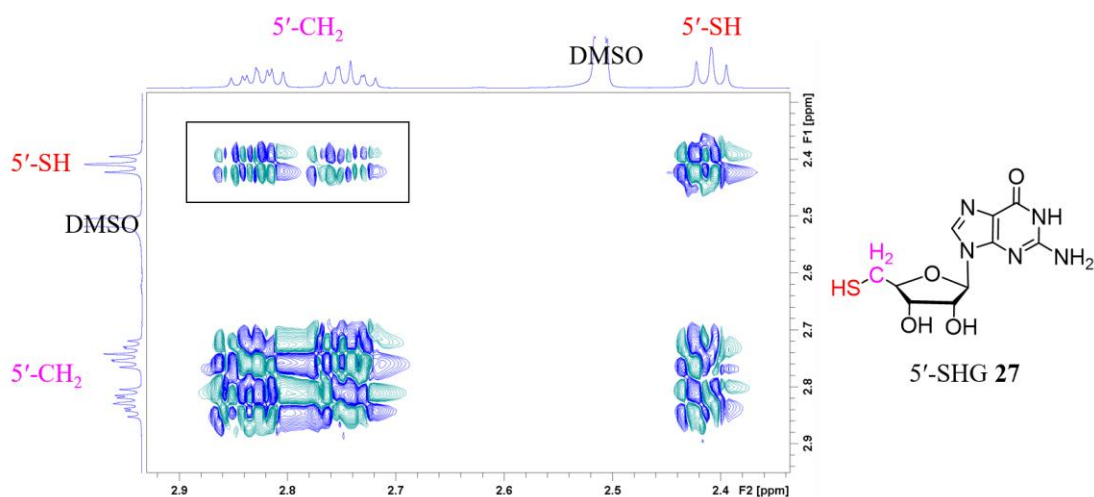 5′-CH₂
5′-SH
DMSO
5′-SH
DMSO
5′-CH₂
2.4
2.5
2.6
2.7
2.8
2.9
F1 [ppm]
2.9
2.8
2.7
2.6
2.5
2.4
F2 [ppm]
O
N
NH
N
N
NH₂
H₂
C
HS
O
OH
OH
5′-SHG 27